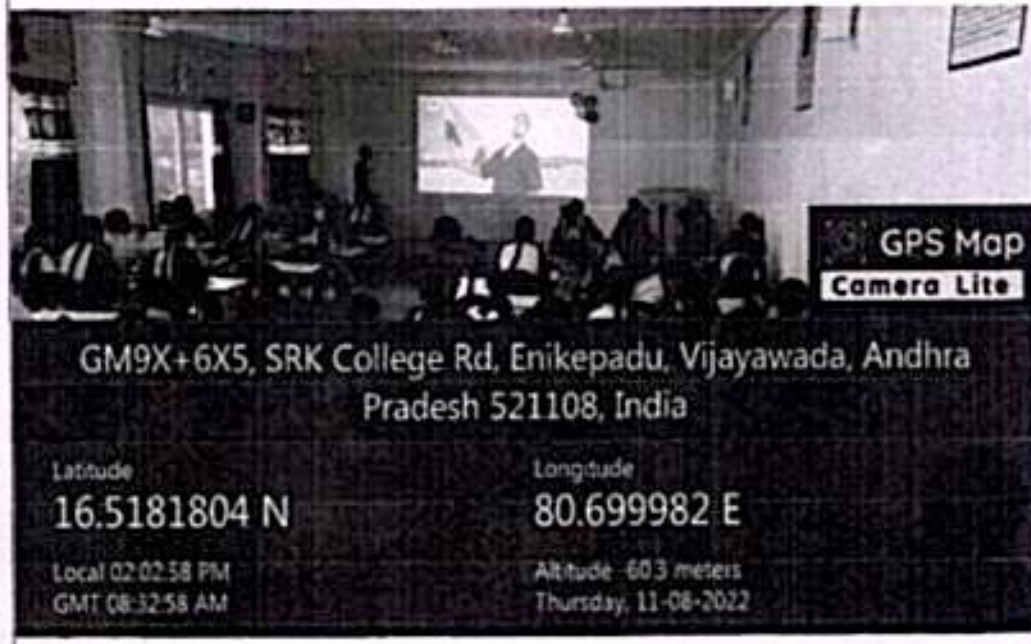 GPS Map
Camera Lite
GM9X+6X5, SRK College Rd, Enikepadu, Vijayawada, Andhra
Pradesh 521108, India
Latitude
16.5181804 N
Longitude
80.699982 E
Local 02:02:58 PM
GMT 08:32:58 AM
Altitude -60.3 meters
Thursday, 11-08-2022